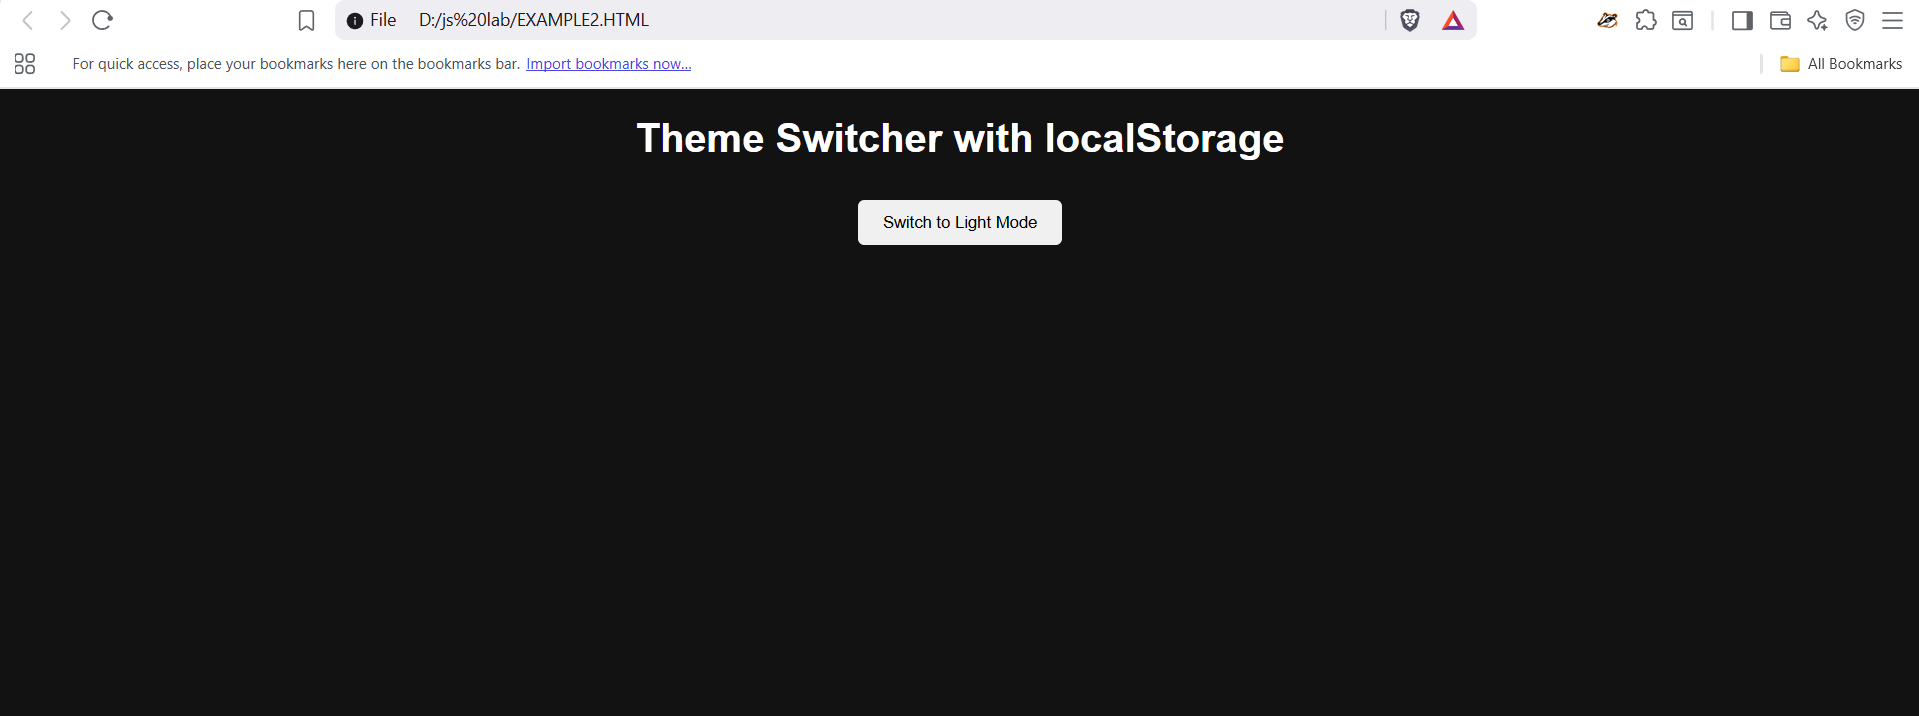 File D:/js%20lab/EXAMPLE2.HTML
For quick access, place your bookmarks here on the bookmarks bar. Import bookmarks now... All Bookmarks
Theme Switcher with localStorage
Switch to Light Mode